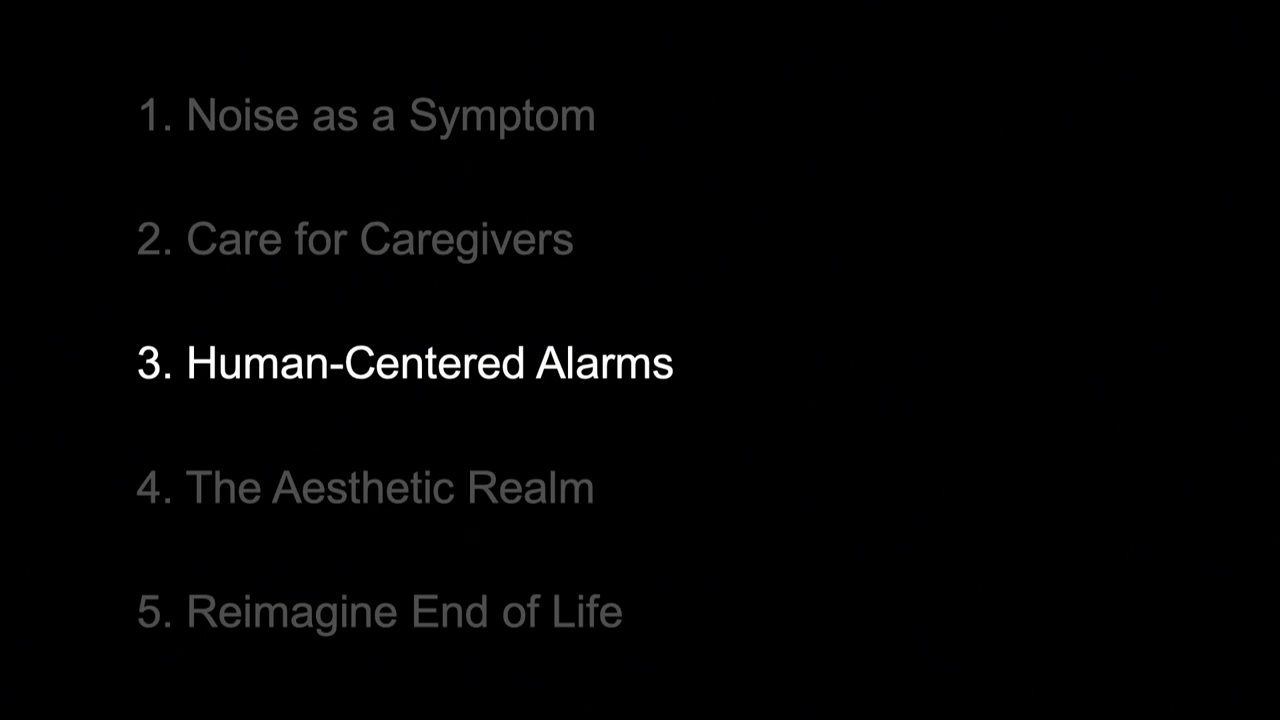 1. Noise as a Symptom
2. Care for Caregivers
3. Human-Centered Alarms
4. The Aesthetic Realm
5. Reimagine End of Life